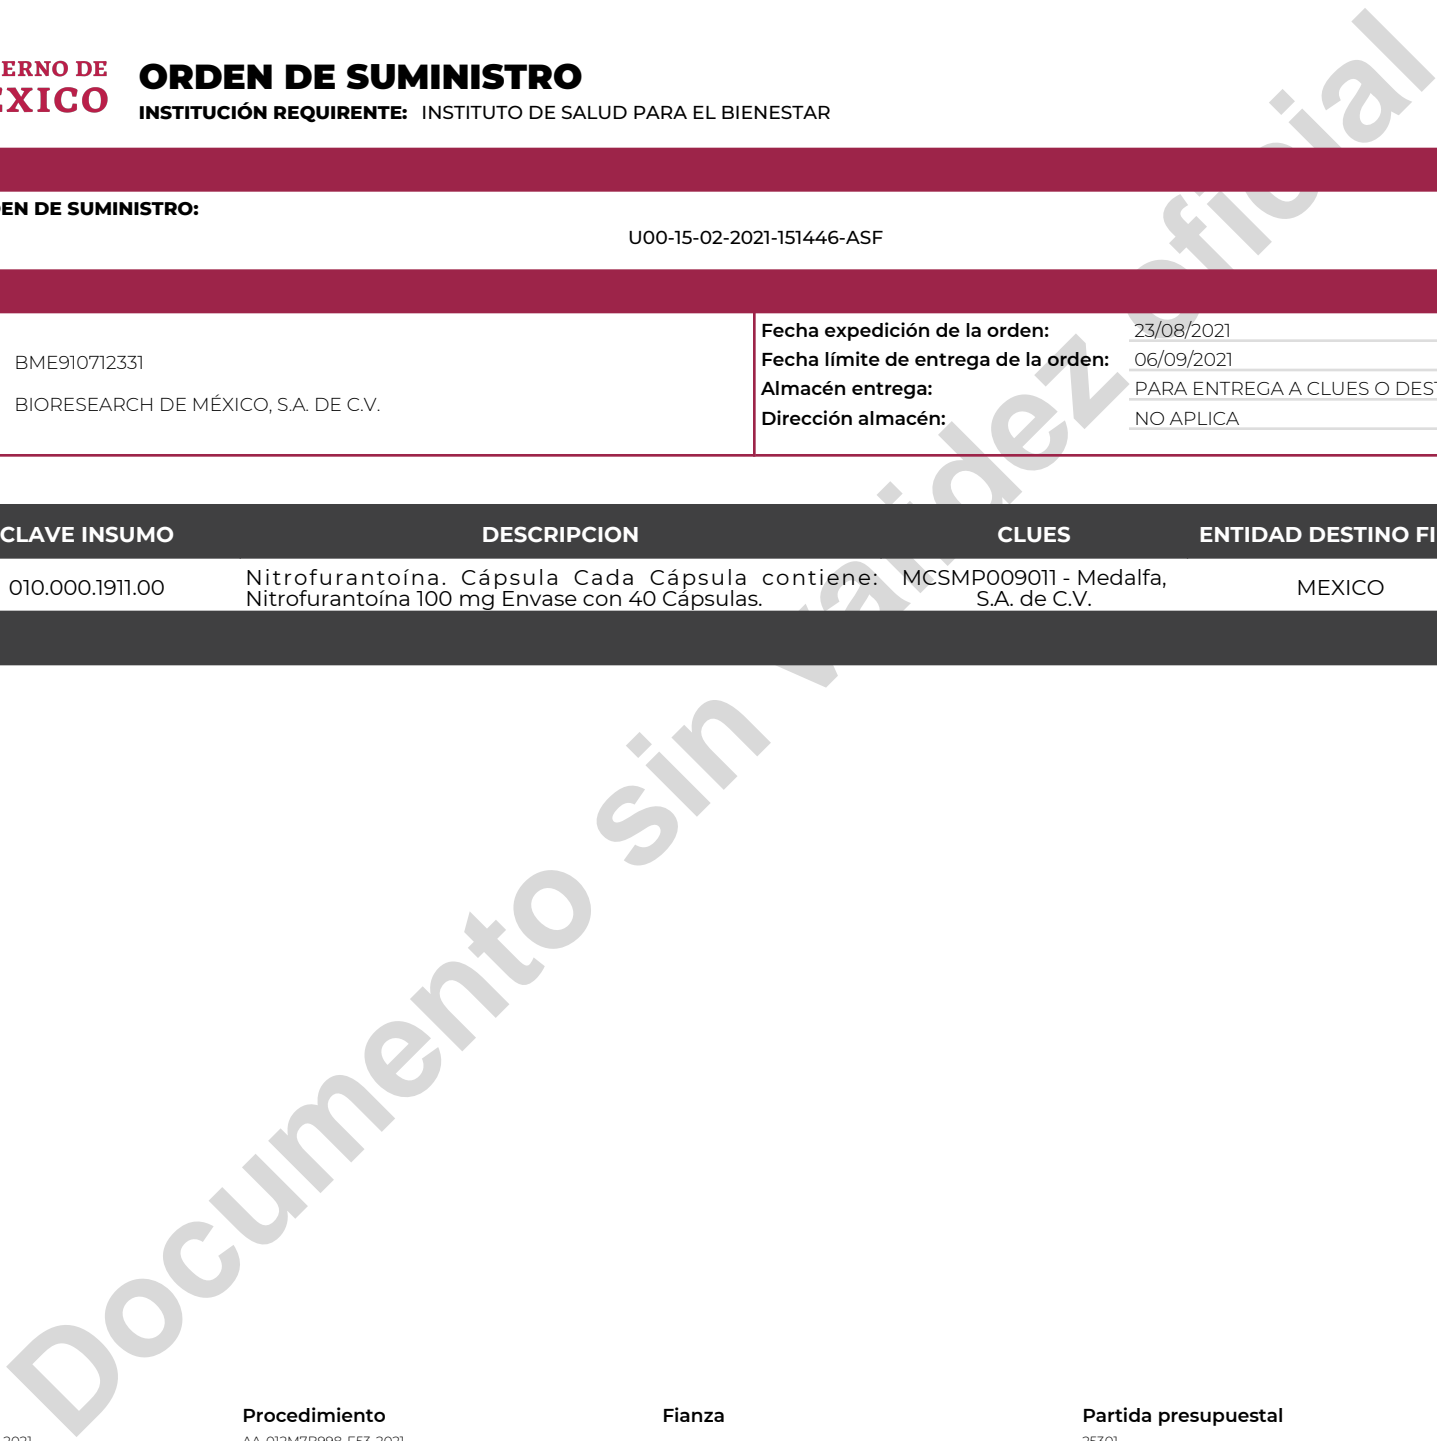 ERNO DE
ÉXICO
ORDEN DE SUMINISTRO
INSTITUCIÓN REQUIRENTE: INSTITUTO DE SALUD PARA EL BIENESTAR
EN DE SUMINISTRO:
U00-15-02-2021-151446-ASF
BME910712331
BIORESEARCH DE MÉXICO, S.A. DE C.V.
Fecha expedición de la orden: 23/08/2021
Fecha límite de entrega de la orden: 06/09/2021
Almacén entrega: PARA ENTREGA A CLUES O DEST
Dirección almacén: NO APLICA
CLAVE INSUMO DESCRIPCION CLUES ENTIDAD DESTINO FI
010.000.1911.00 Nitrofurantoína. Cápsula Cada Cápsula contiene: MCSMP009011 - Medalfa, MEXICO
Nitrofurantoína 100 mg Envase con 40 Cápsulas. S.A. de C.V.
Documento sin validez oficial
Procedimiento Fianza Partida presupuestal